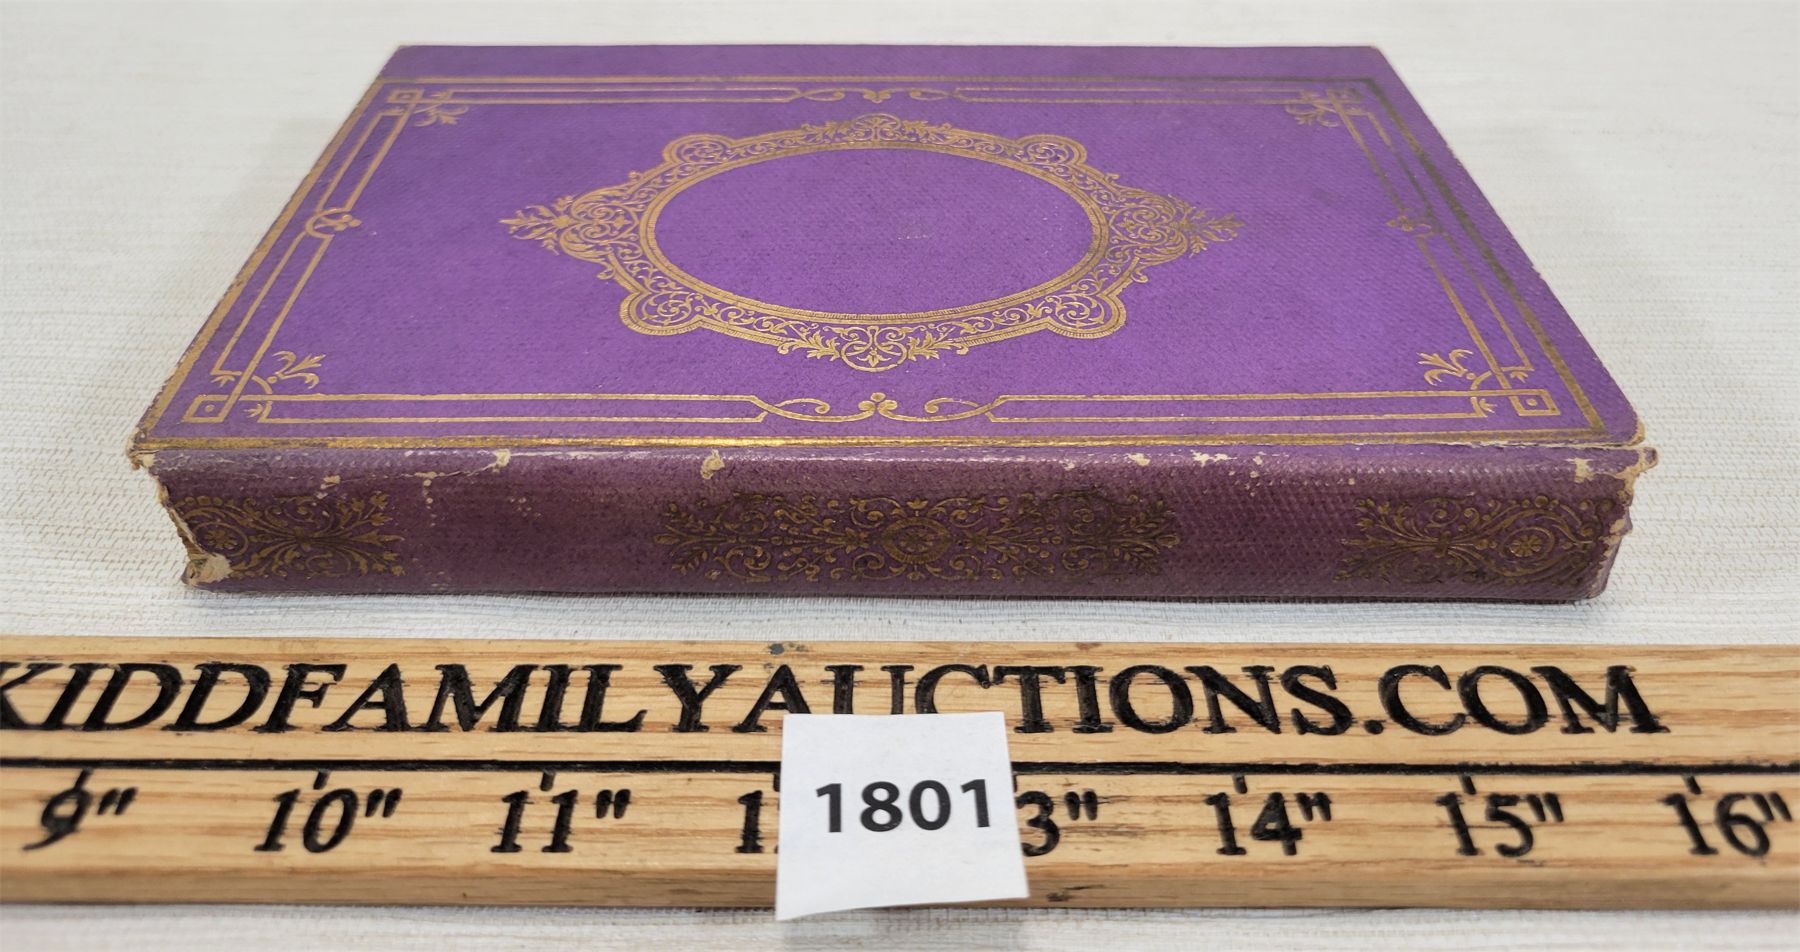 KIDDFAMILYAUCTIONS.COM
9" 10" 11" 1 3" 14" 15" 16"
1801